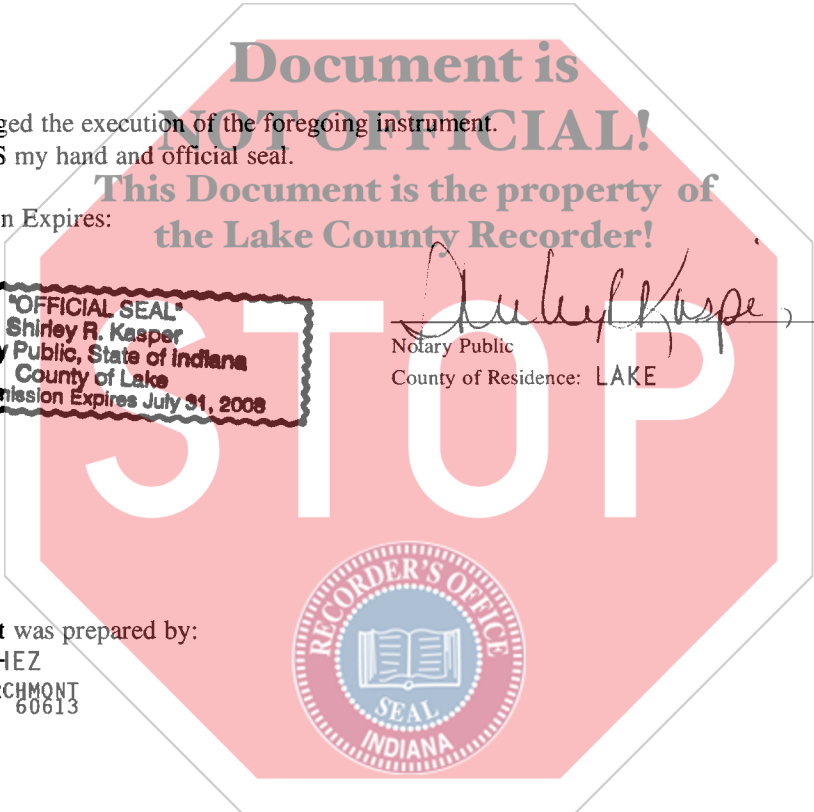 Document is
NOT OFFICIAL!
ged the execution of the foregoing instrument.
S my hand and official seal.
This Document is the property of
n Expires:
the Lake County Recorder!
"OFFICIAL SEAL"
Shirley R. Kasper
y Public, State of Indiana
County of Lake
mission Expires July 31, 2008
Notary Public
County of Residence: LAKE
STOP
RECORDER'S OFFICE
SEAL
INDIANA
t was prepared by:
HEZ
RCHMONT
60613